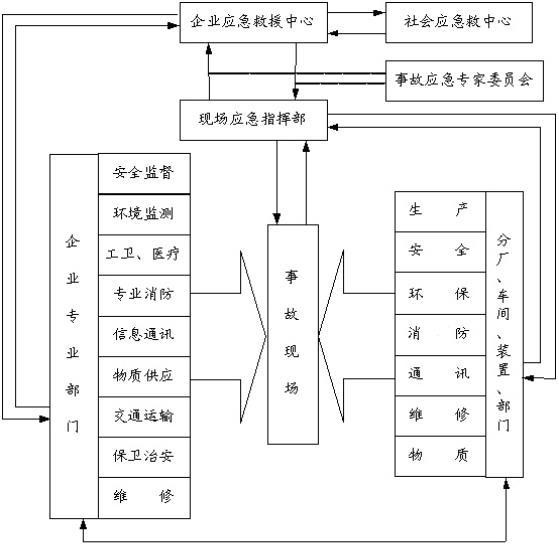 企业应急救援中心
社会应急救援中心
事故应急专家委员会
现场应急指挥部
企业专业部门
安全监督
环境监测
工卫、医疗
专业消防
信息通讯
物质供应
交通运输
保卫治安
维 修
事故现场
生 产
安 全
环 保
消 防
通 讯
维 修
物 质
分厂、车间、装置、部门